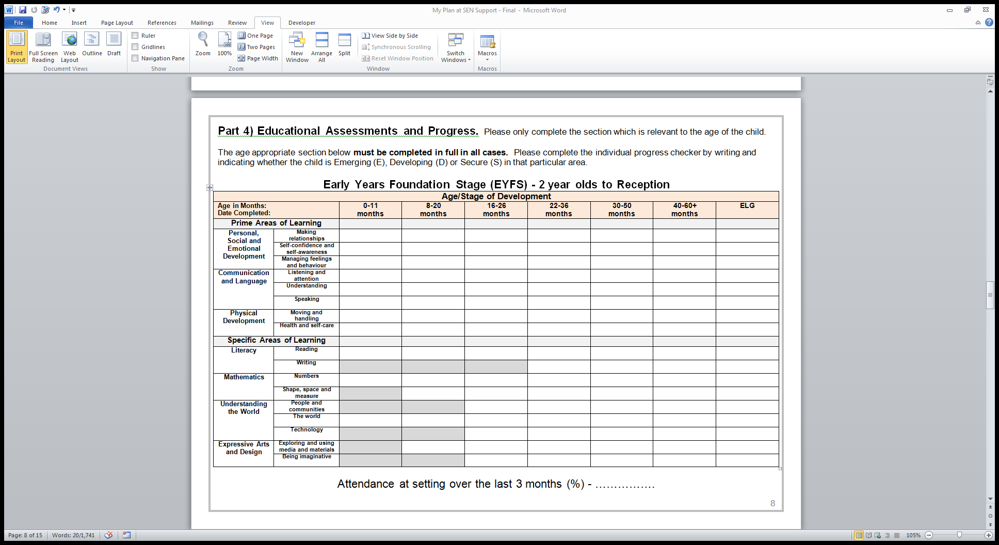 My Plan at SEN Support - Final - Microsoft Word
File Home Insert Page Layout References Mailings Review View Developer
Print Layout
Full Screen Reading
Web Layout
Outline
Draft
Document Views
Ruler
Gridlines
Navigation Pane
Show
Zoom
100%
One Page
Two Pages
Page Width
Zoom
New Window
Arrange All
Split
View Side by Side
Synchronous Scrolling
Reset Window Position
Window
Switch Windows
Macros
Macros
Part 4) Educational Assessments and Progress. Please only complete the section which is relevant to the age of the child.
The age appropriate section below must be completed in full in all cases. Please complete the individual progress checker by writing and
indicating whether the child is Emerging (E), Developing (D) or Secure (S) in that particular area.
Early Years Foundation Stage (EYFS) - 2 year olds to Reception
Age/Stage of Development
Age in Months:
Date Completed:
0-11 months
8-20 months
16-26 months
22-36 months
30-50 months
40-60+ months
ELG
Prime Areas of Learning
Personal,
Social and
Emotional
Development
Making
relationships
Self-confidence and
self-awareness
Managing feelings
and behaviour
Communication
and Language
Listening and
attention
Understanding
Speaking
Physical
Development
Moving and
handling
Health and self-care
Specific Areas of Learning
Literacy
Reading
Writing
Mathematics
Numbers
Shape, space and
measure
Understanding
the World
People and
communities
The world
Technology
Expressive Arts
and Design
Exploring and using
media and materials
Being imaginative
Attendance at setting over the last 3 months (%) - …………….
8
Page: 8 of 15 Words: 20/1,741 105%